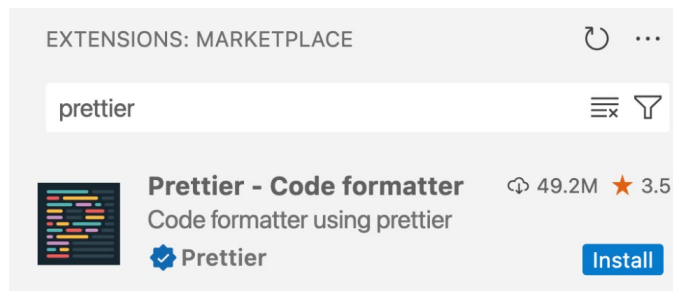 EXTENSIONS: MARKETPLACE
prettier
Prettier - Code formatter 49.2M 3.5
Code formatter using prettier
Prettier Install